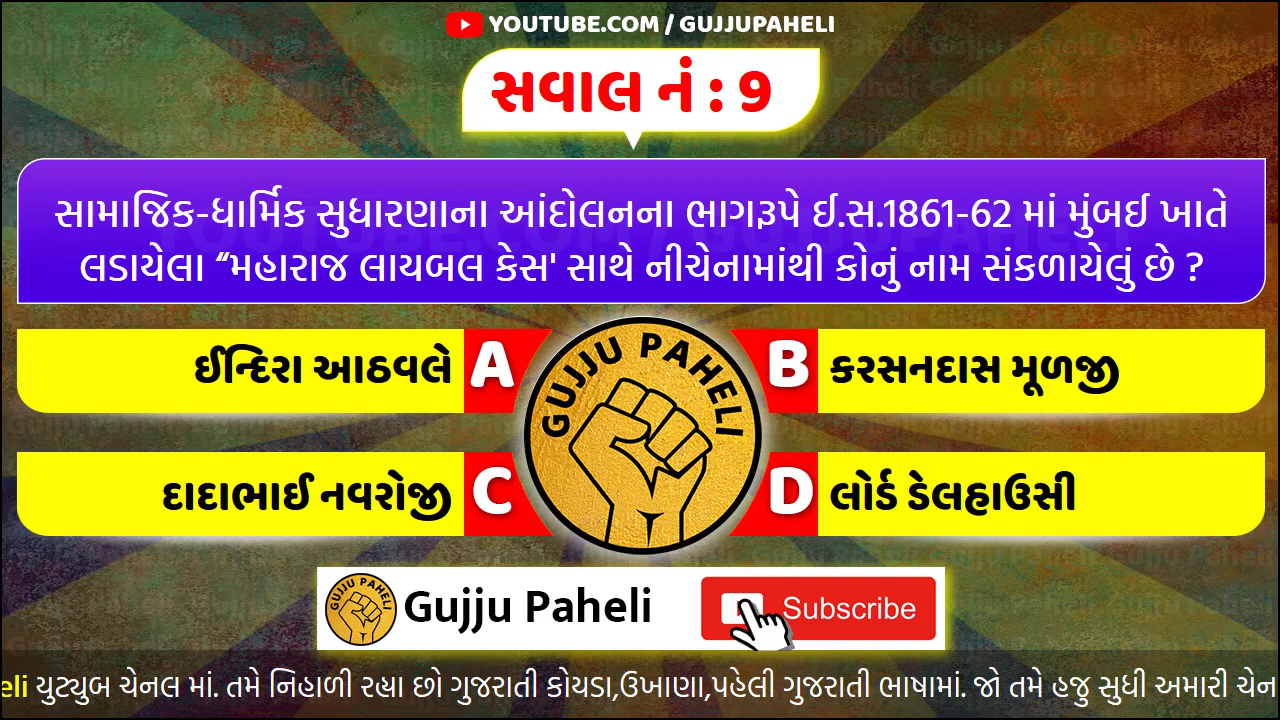 YOUTUBE.COM / GUJJUPAHELI
સવાલ નં : 9
સામાજિક-ધાર્મિક સુધારણાના આંદોલનના ભાગરૂપે ઈ.સ.1861-62 માં મુંબઈ ખાતે
લડાયેલા “મહારાજ લાયબલ કેસ' સાથે નીચેનામાંથી કોનું નામ સંકળાયેલું છે ?
ઈન્દિરા આઠવલે A
B કરસનદાસ મૂળજી
GUJJU PAHELI
દાદાભાઈ નવરોજી C
D લોર્ડ ડેલહાઉસી
GUJJU PAHELI
Gujju Paheli
Subscribe
eli યુટ્યુબ ચેનલ માં. તમે નિહાળી રહ્યા છો ગુજરાતી કોયડા,ઉખાણા,પહેલી ગુજરાતી ભાષામાં. જો તમે હજુ સુધી અમારી ચેન